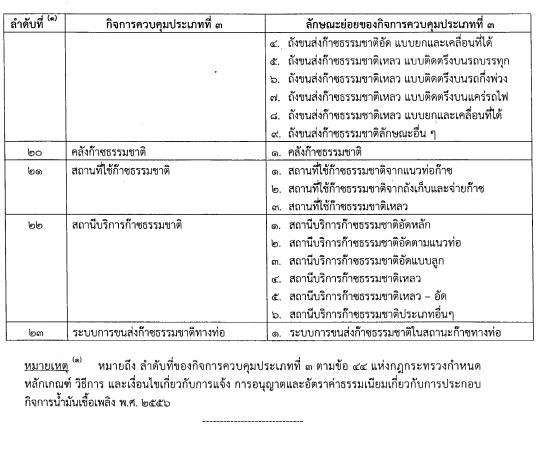 ลำดับที่ (๑) กิจการควบคุมประเภทที่ ๓ ลักษณะย่อยของกิจการควบคุมประเภทที่ ๓
๔. ถังขนส่งก๊าซธรรมชาติอัด แบบยกและเคลื่อนที่ได้
๕. ถังขนส่งก๊าซธรรมชาติเหลว แบบติดตรึงบนรถบรรทุก
๖. ถังขนส่งก๊าซธรรมชาติเหลว แบบติดตรึงบนรถกึ่งพ่วง
๗. ถังขนส่งก๊าซธรรมชาติเหลว แบบติดตรึงบนแคร่รถไฟ
๘. ถังขนส่งก๊าซธรรมชาติเหลว แบบยกและเคลื่อนที่ได้
๙. ถังขนส่งก๊าซธรรมชาติลักษณะอื่น ๆ
๒๐ คลังก๊าซธรรมชาติ ๑. คลังก๊าซธรรมชาติ
๒๑ สถานที่ใช้ก๊าซธรรมชาติ ๑. สถานที่ใช้ก๊าซธรรมชาติจากแนวท่อก๊าซ
๒. สถานที่ใช้ก๊าซธรรมชาติจากถังเก็บและจ่ายก๊าซ
๓. สถานที่ใช้ก๊าซธรรมชาติเหลว
๒๒ สถานีบริการก๊าซธรรมชาติ ๑. สถานีบริการก๊าซธรรมชาติอัดหลัก
๒. สถานีบริการก๊าซธรรมชาติอัดตามแนวท่อ
๓. สถานีบริการก๊าซธรรมชาติอัดแบบลูก
๔. สถานีบริการก๊าซธรรมชาติเหลว
๕. สถานีบริการก๊าซธรรมชาติเหลว – อัด
๖. สถานีบริการก๊าซธรรมชาติประเภทอื่นๆ
๒๓ ระบบการขนส่งก๊าซธรรมชาติทางท่อ ๑. ระบบการขนส่งก๊าซธรรมชาติในสถานะก๊าซทางท่อ
หมายเหตุ (๑) หมายถึง ลำดับที่ของกิจการควบคุมประเภทที่ ๓ ตามข้อ ๔๔ แห่งกฎกระทรวงกำหนด
หลักเกณฑ์ วิธีการ และเงื่อนไขเกี่ยวกับการแจ้ง การอนุญาตและอัตราค่าธรรมเนียมเกี่ยวกับการประกอบ
กิจการน้ำมันเชื้อเพลิง พ.ศ. ๒๕๕๖